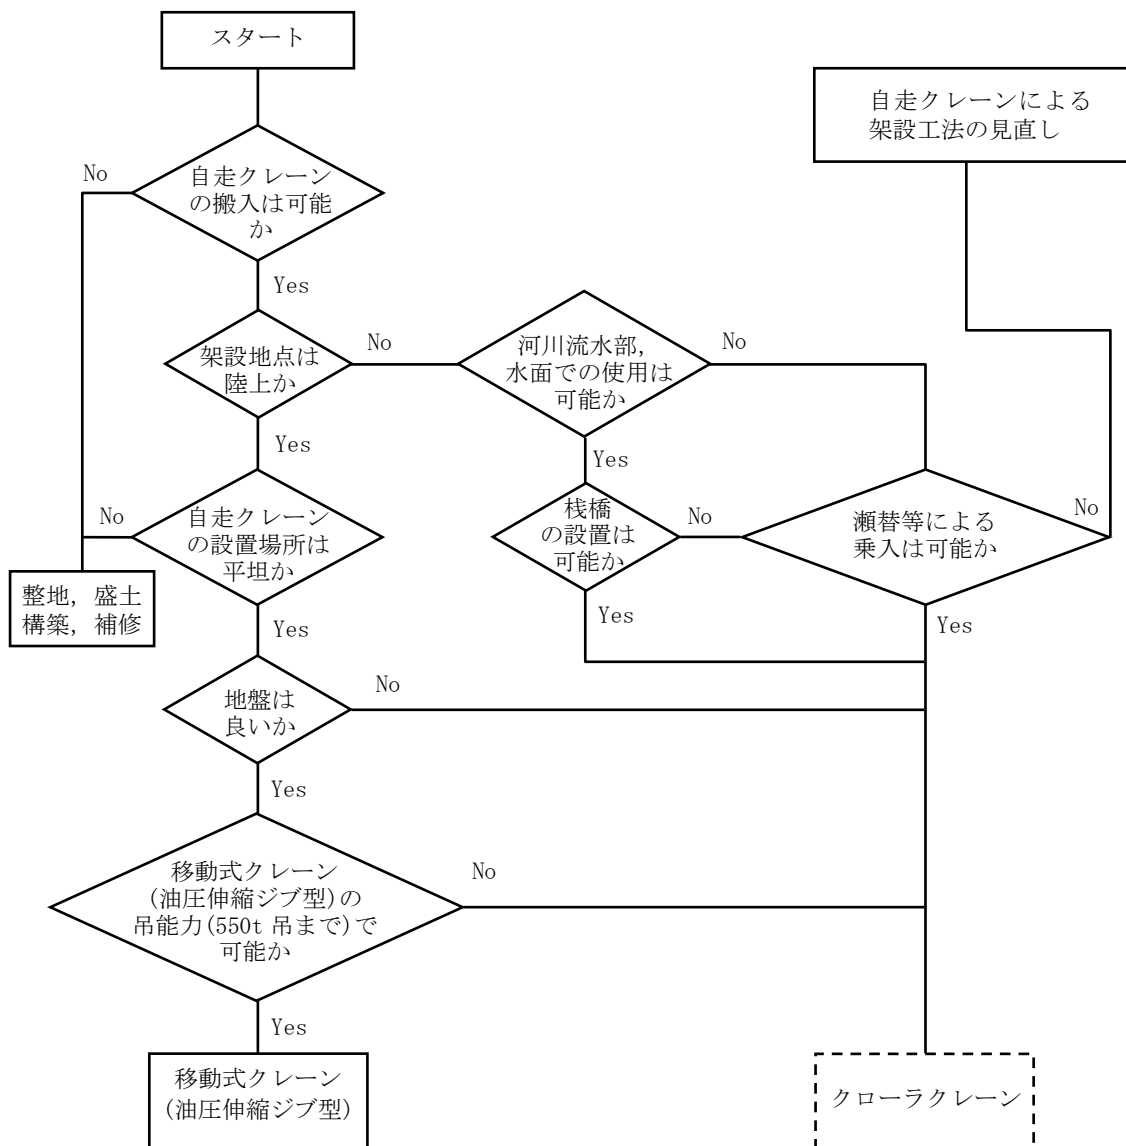 スタート
自走クレーンによる
架設工法の見直し
No
自走クレーン
の搬入は可能
か
Yes
架設地点は
陸上か
No
河川流水部,
水面での使用は
可能か
No
Yes
Yes
自走クレーン
の設置場所は
平坦か
No
桟橋
の設置は
可能か
No
瀬替等による
乗入は可能か
No
整地, 盛土
構築, 補修
Yes
Yes
Yes
地盤は
良いか
No
Yes
移動式クレーン
(油圧伸縮ジブ型)の
吊能力(550t 吊まで)で
可能か
No
Yes
移動式クレーン
(油圧伸縮ジブ型)
クローラクレーン